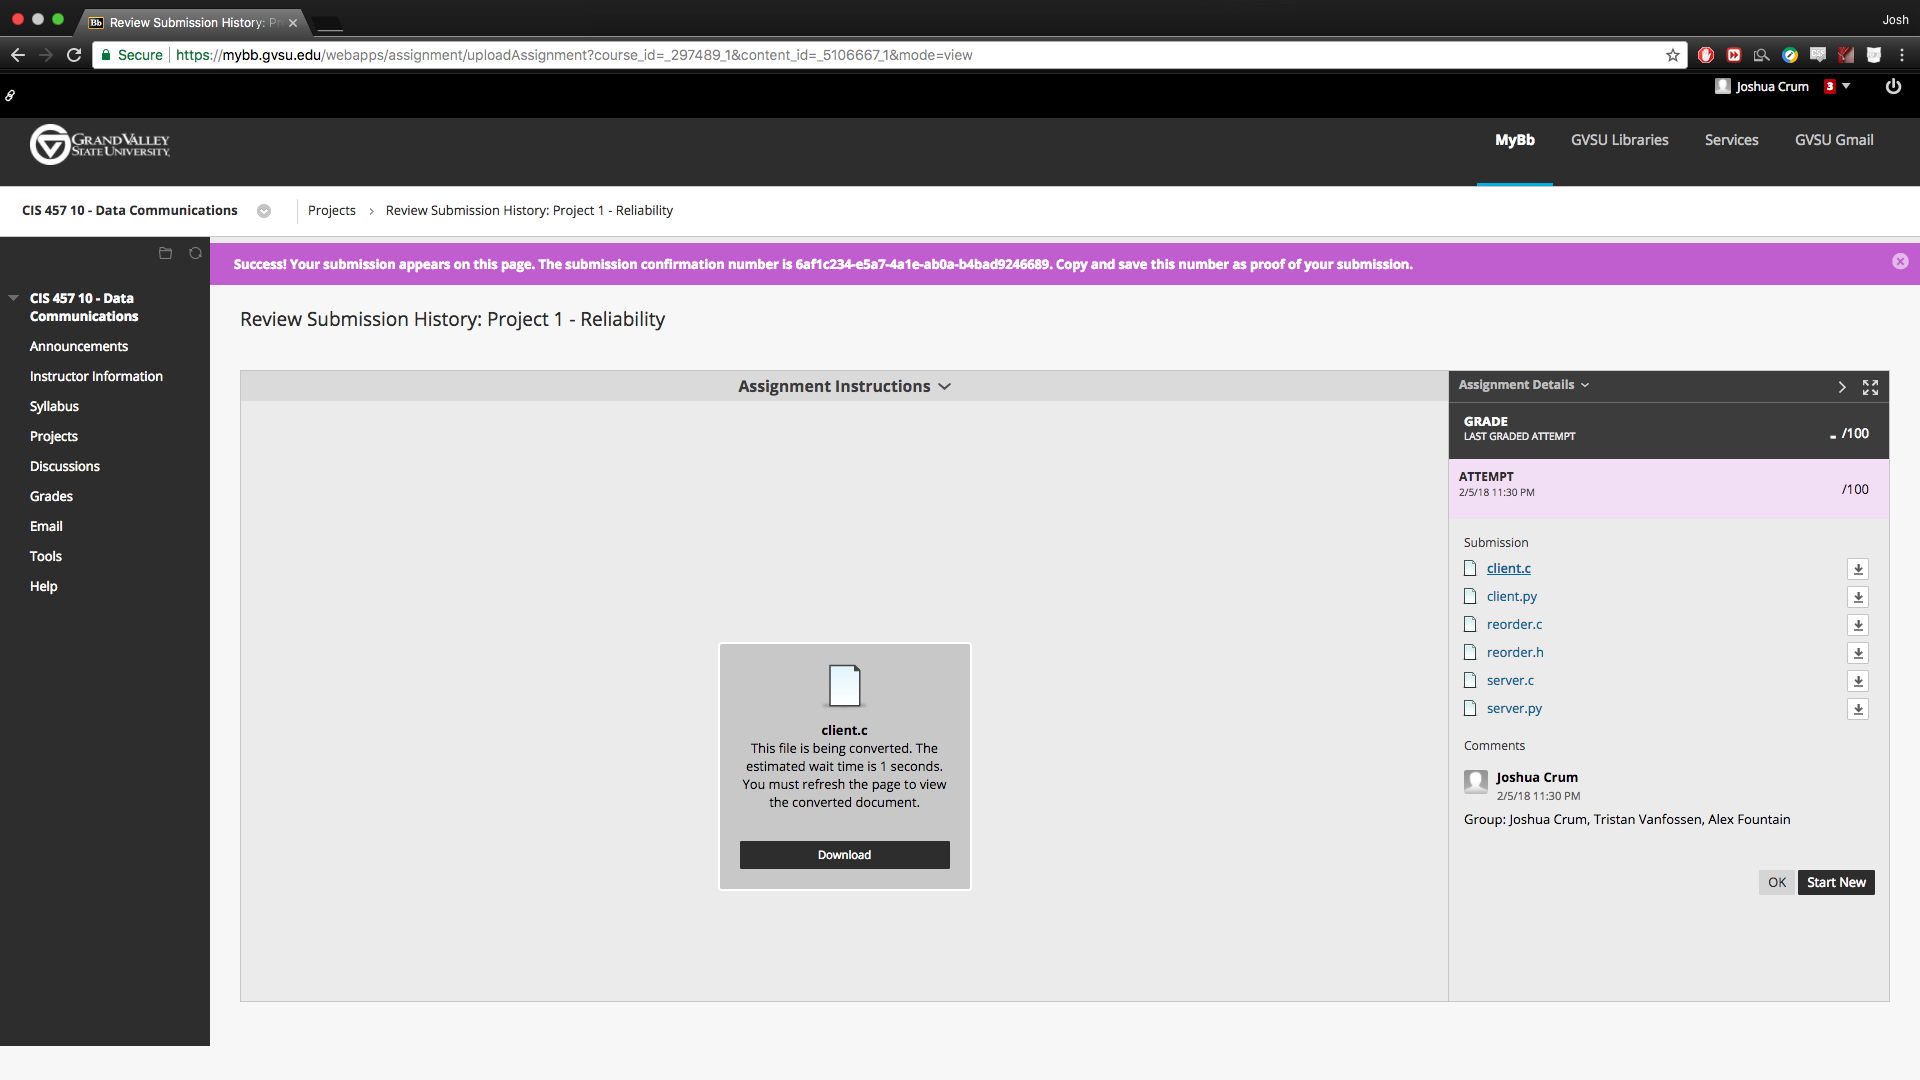 Bb Review Submission History: P
Josh
Secure https://mybb.gvsu.edu/webapps/assignment/uploadAssignment?course_id=_297489_1&content_id=_5106667_1&mode=view
Joshua Crum 3
GRAND VALLEY
STATE UNIVERSITY.
MyBb GVSU Libraries Services GVSU Gmail
CIS 457 10 - Data Communications Projects > Review Submission History: Project 1 - Reliability
Success! Your submission appears on this page. The submission confirmation number is 6af1c234-e5a7-4a1e-ab0a-b4bad9246689. Copy and save this number as proof of your submission.
CIS 457 10 - Data
Communications
Announcements
Instructor Information
Syllabus
Projects
Discussions
Grades
Email
Tools
Help
Review Submission History: Project 1 - Reliability
Assignment Instructions
client.c
This file is being converted. The
estimated wait time is 1 seconds.
You must refresh the page to view
the converted document.
Download
Assignment Details
GRADE
LAST GRADED ATTEMPT
- /100
ATTEMPT
2/5/18 11:30 PM
/100
Submission
client.c
client.py
reorder.c
reorder.h
server.c
server.py
Comments
Joshua Crum
2/5/18 11:30 PM
Group: Joshua Crum, Tristan Vanfossen, Alex Fountain
OK Start New